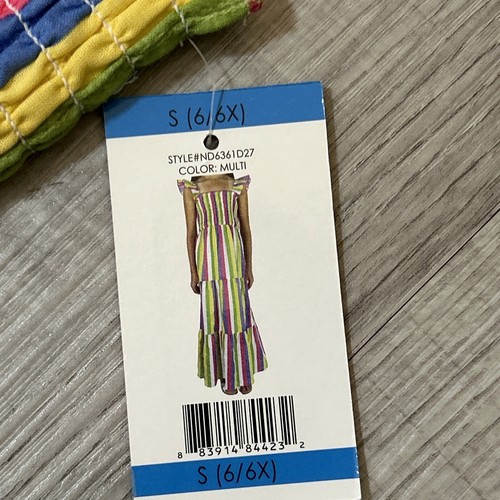 S (6/6X)
STYLE#ND6361D27
COLOR: MULTI
8 83914 84423 2
S (6/6X)